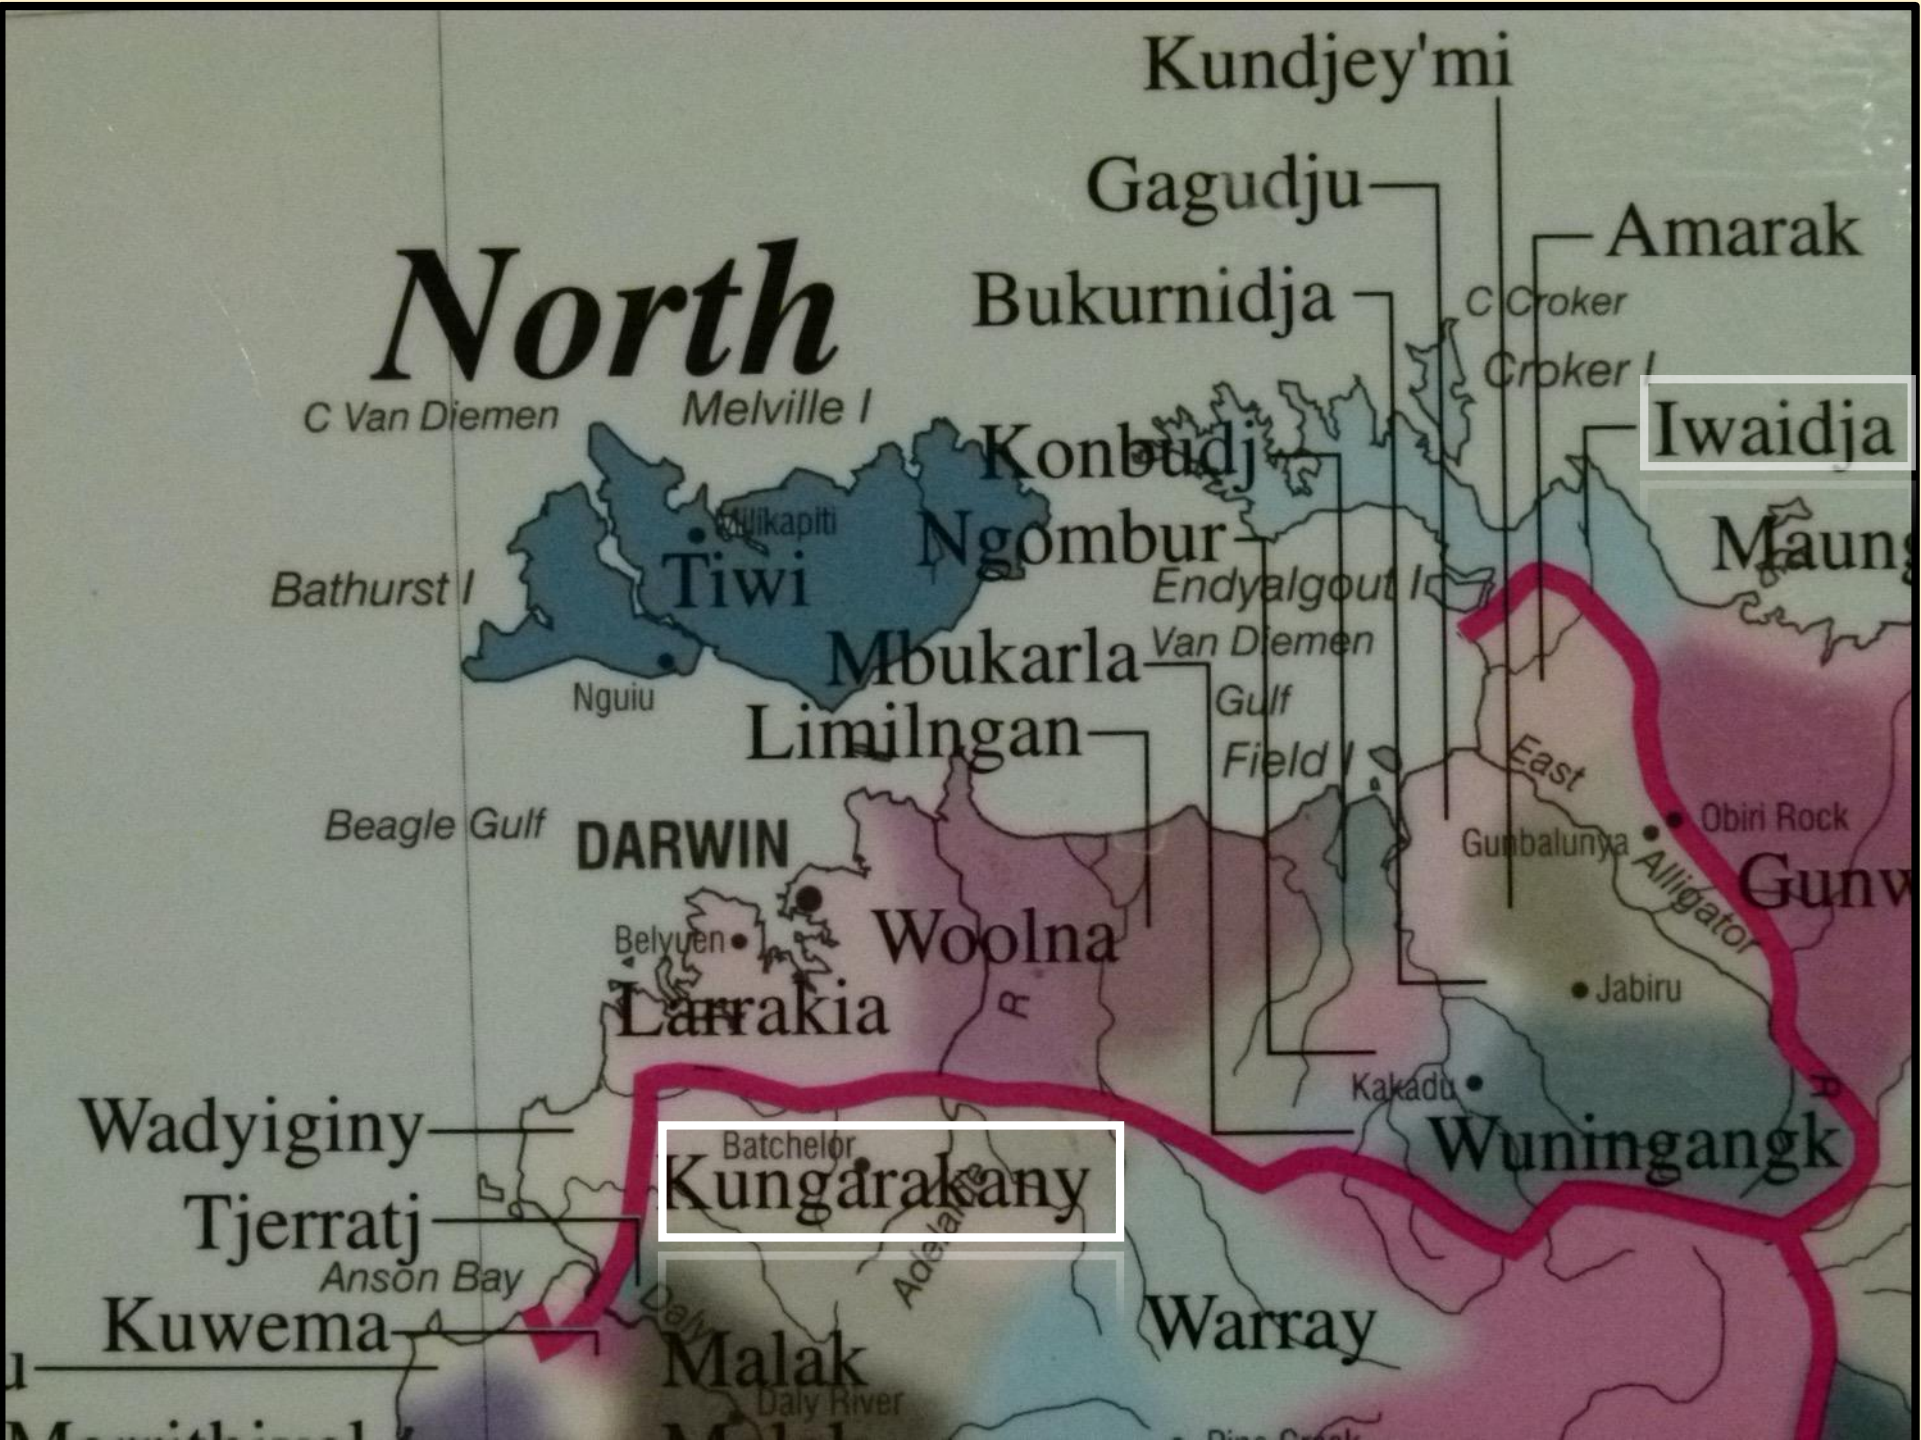 Kundjey'mi
Gagudju
Amarak
Bukurnidja
C Croker
North
Croker I
C Van Diemen
Melville I
Iwaidja
Konbudj
Milikapiti
Ngombur
Maung
Tiwi
Bathurst I
Endyalgout I
Van Diemen
Mbukarla
Nguiu
Gulf
Limilngan
Field I
East
Beagle Gulf
DARWIN
Obiri Rock
Gunbalunya
Alligator
Gunw
Belyuen
Woolna
Jabiru
R
Larrakia
Kakadu
R
Wadyiginy
Batchelor
Wuningangk
Kungarakany
Tjerratj
Adelaide
Anson Bay
Daly
Kuwema
Warray
u
Malak
Daly River